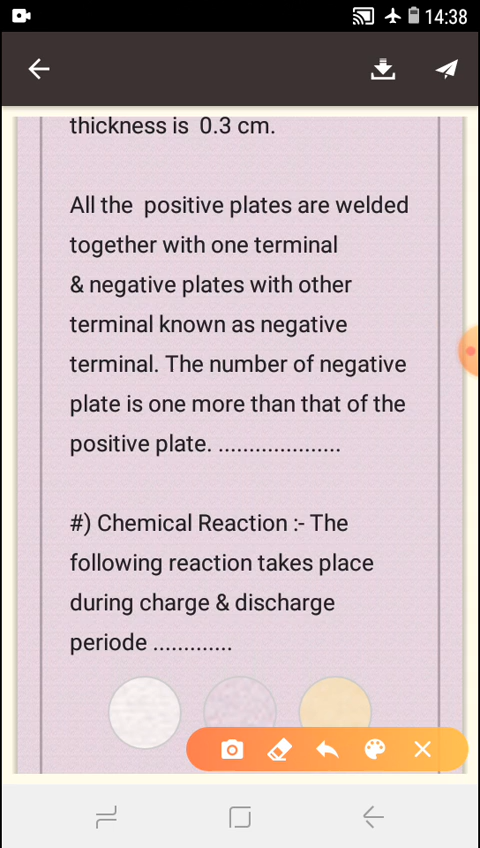 14:38
thickness is  0.3 cm.
All the  positive plates are welded
together with one terminal
& negative plates with other
terminal known as negative
terminal. The number of negative
plate is one more than that of the
positive plate. ....................
#) Chemical Reaction :- The
following reaction takes place
during charge & discharge
periode .............